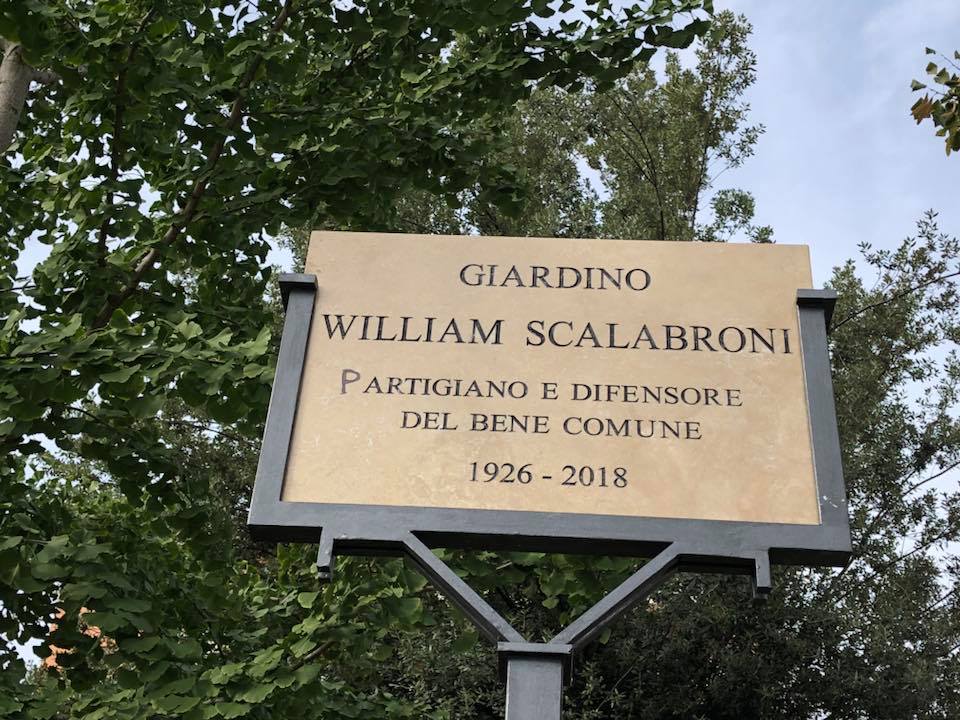 GIARDINO
WILLIAM SCALABRONI
PARTIGIANO E DIFENSORE
DEL BENE COMUNE
1926 - 2018